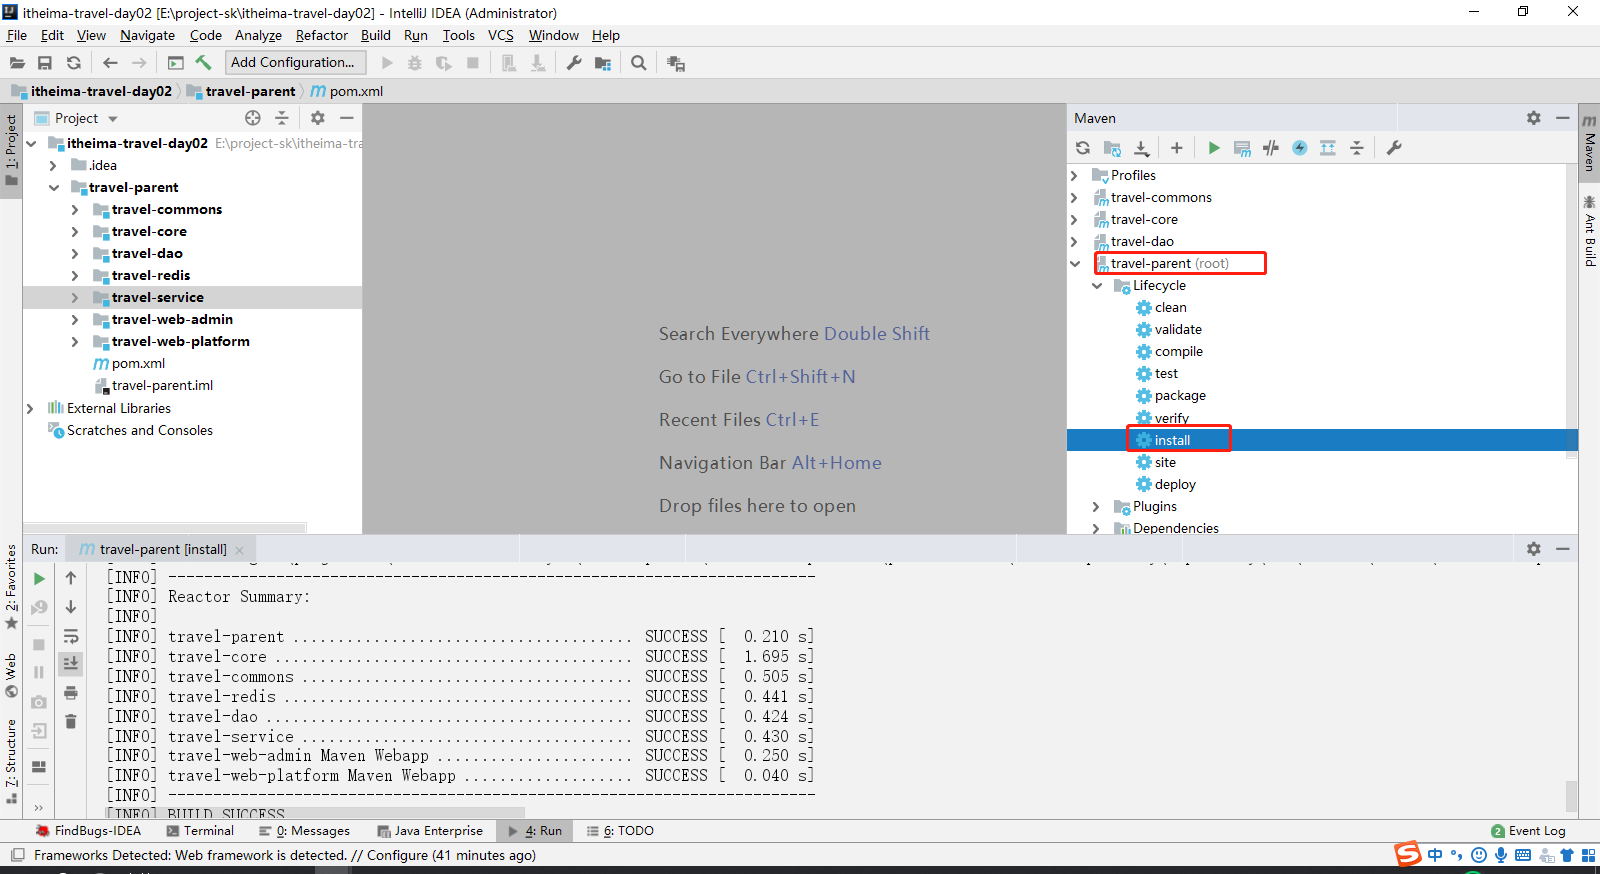 itheima-travel-day02 [E:\project-sk\itheima-travel-day02] - IntelliJ IDEA (Administrator)
File Edit View Navigate Code Analyze Refactor Build Run Tools VCS Window Help
Add Configuration...
itheima-travel-day02 travel-parent pom.xml
1: Project
Project
itheima-travel-day02 E:\project-sk\itheima-tra
.idea
travel-parent
travel-commons
travel-core
travel-dao
travel-redis
travel-service
travel-web-admin
travel-web-platform
pom.xml
travel-parent.iml
External Libraries
Scratches and Consoles
Search Everywhere Double Shift
Go to File Ctrl+Shift+N
Recent Files Ctrl+E
Navigation Bar Alt+Home
Drop files here to open
Maven
Profiles
travel-commons
travel-core
travel-dao
travel-parent (root)
Lifecycle
clean
validate
compile
test
package
verify
install
site
deploy
Plugins
Dependencies
Maven
Ant Build
Run: travel-parent [install]
[INFO] ------------------------------------------------------------------------
[INFO] Reactor Summary:
[INFO]
[INFO] travel-parent ...................................... SUCCESS [  0.210 s]
[INFO] travel-core ........................................ SUCCESS [  1.695 s]
[INFO] travel-commons ..................................... SUCCESS [  0.505 s]
[INFO] travel-redis ....................................... SUCCESS [  0.441 s]
[INFO] travel-dao ......................................... SUCCESS [  0.424 s]
[INFO] travel-service ..................................... SUCCESS [  0.430 s]
[INFO] travel-web-admin Maven Webapp ...................... SUCCESS [  0.250 s]
[INFO] travel-web-platform Maven Webapp ................... SUCCESS [  0.040 s]
[INFO] ------------------------------------------------------------------------
[INFO] BUILD SUCCESS
2: Favorites
Web
7: Structure
FindBugs-IDEA Terminal 0: Messages Java Enterprise 4: Run 6: TODO 2 Event Log
Frameworks Detected: Web framework is detected. // Configure (41 minutes ago)
S 中